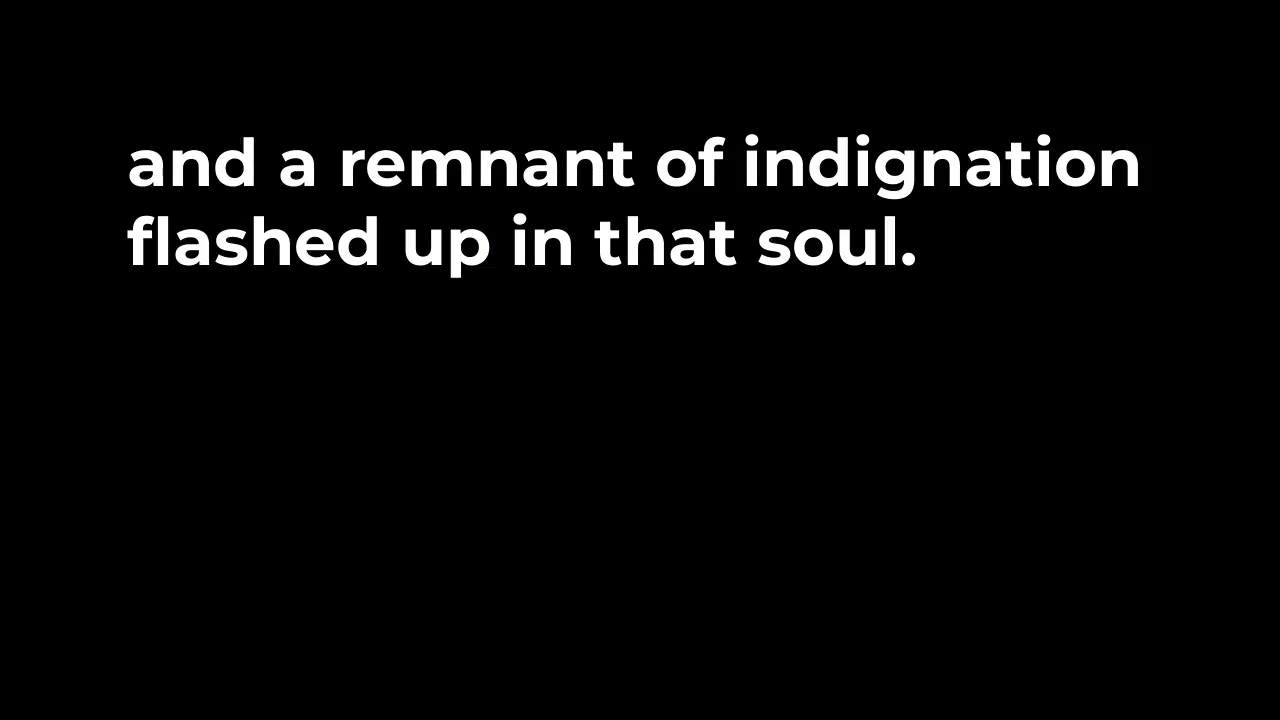 and a remnant of indignation
flashed up in that soul.